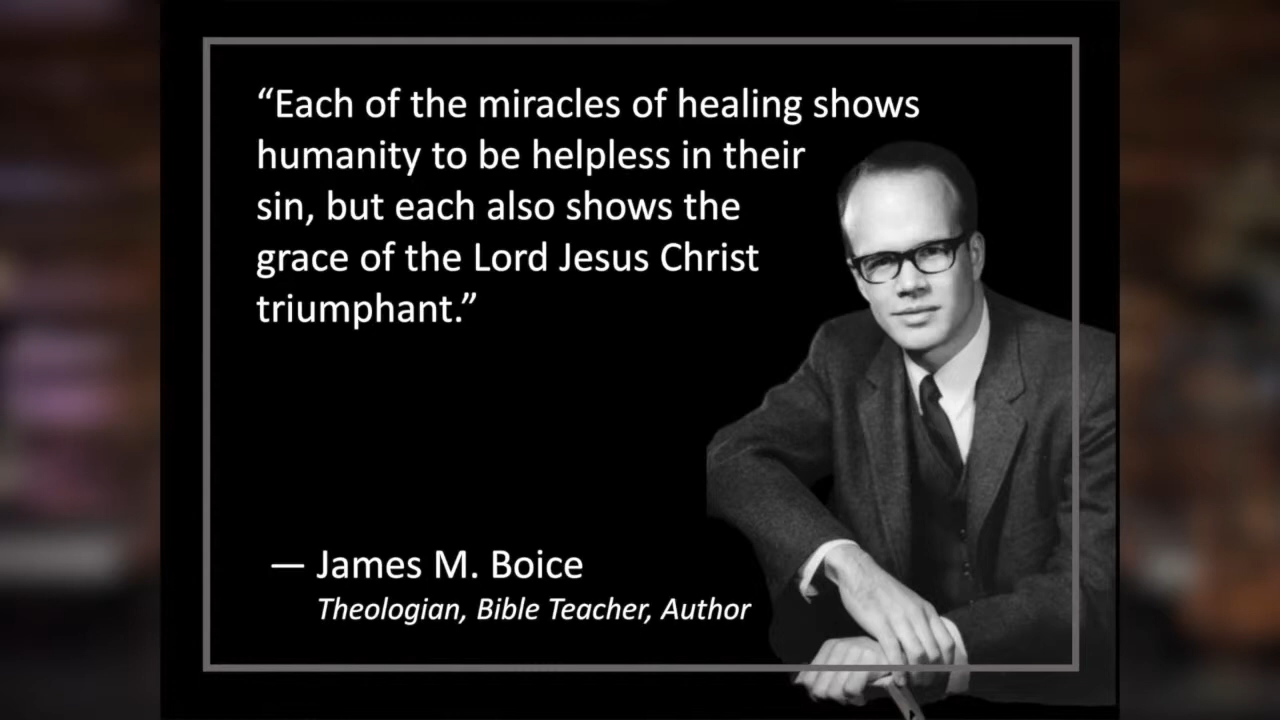 “Each of the miracles of healing shows
humanity to be helpless in their
sin, but each also shows the
grace of the Lord Jesus Christ
triumphant.”
— James M. Boice
Theologian, Bible Teacher, Author